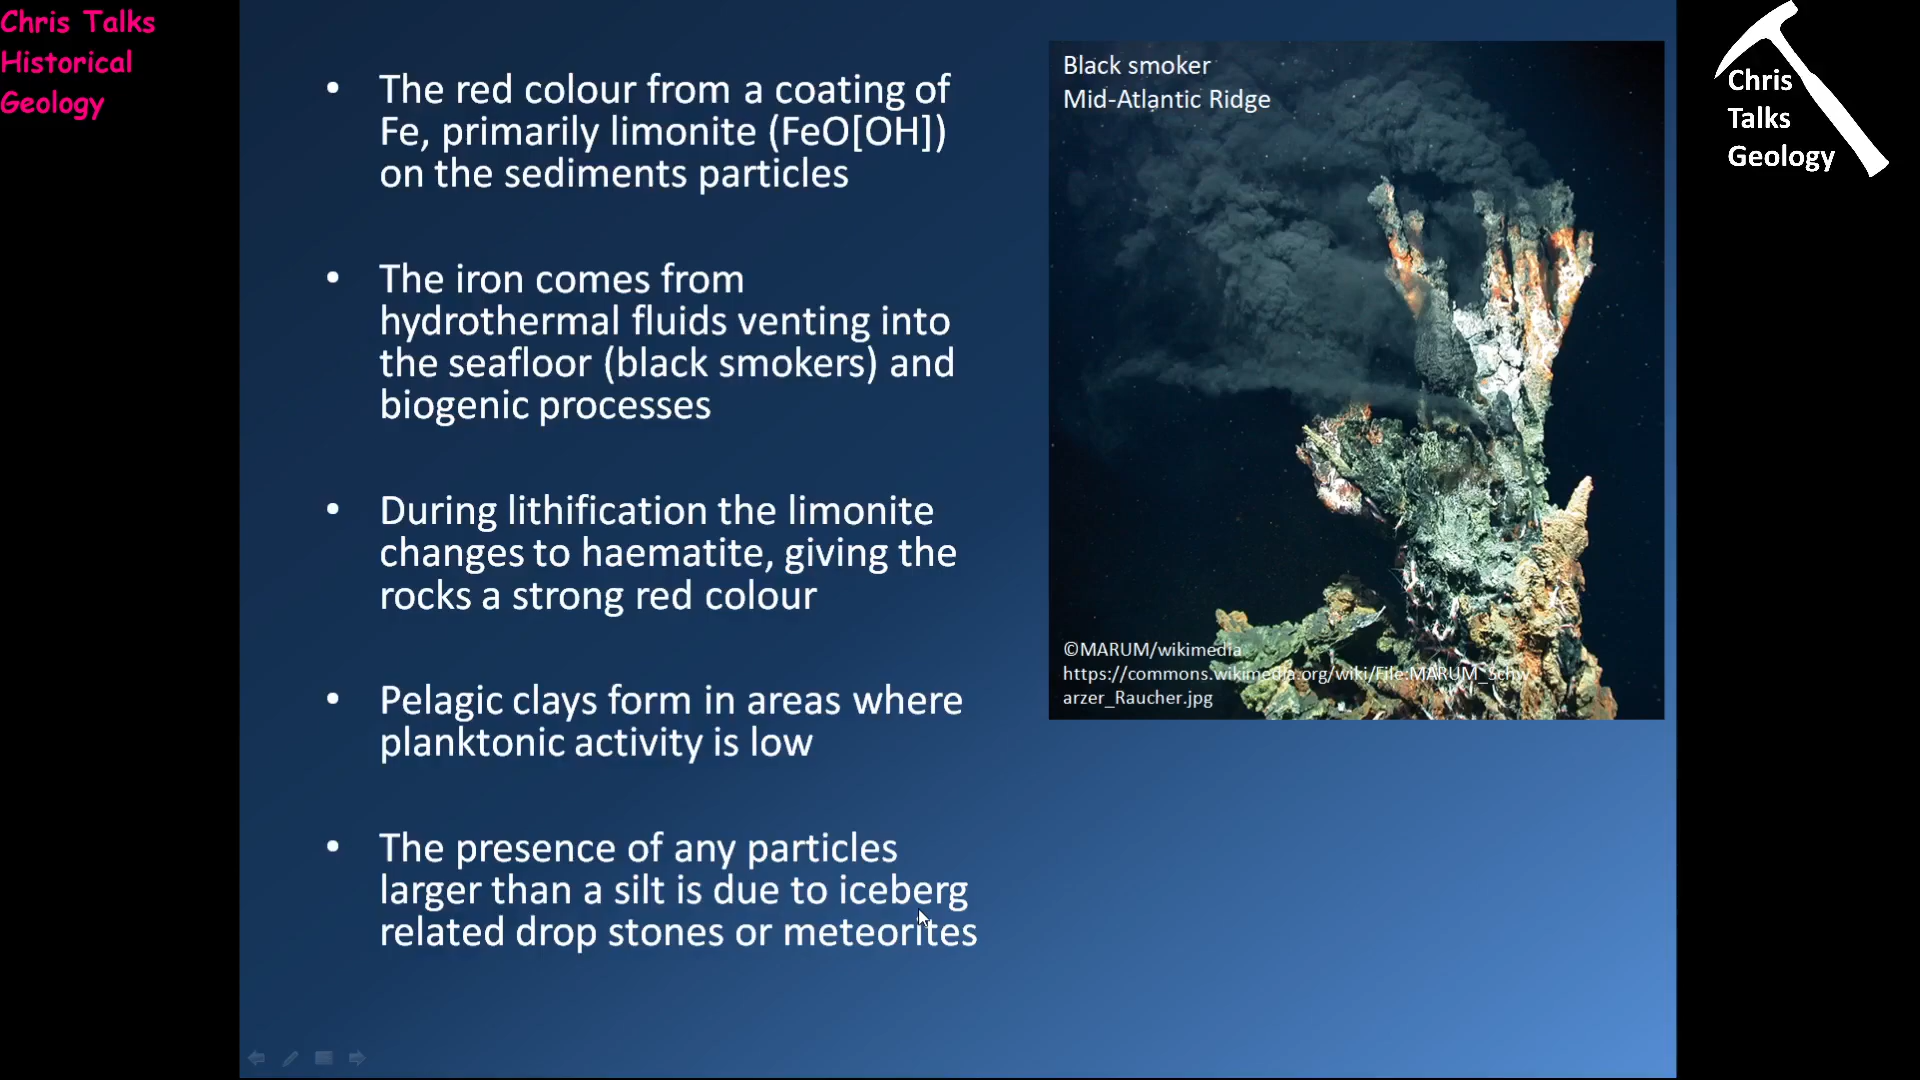 Chris Talks
Historical
Geology
• The red colour from a coating of
Fe, primarily limonite (FeO[OH])
on the sediments particles
• The iron comes from
hydrothermal fluids venting into
the seafloor (black smokers) and
biogenic processes
• During lithification the limonite
changes to haematite, giving the
rocks a strong red colour
• Pelagic clays form in areas where
planktonic activity is low
• The presence of any particles
larger than a silt is due to iceberg
related drop stones or meteorites
Black smoker
Mid-Atlantic Ridge
©MARUM/wikimedia
https://commons.wikimedia.org/wiki/File:MARUM_Schw
arzer_Raucher.jpg
Chris
Talks
Geology